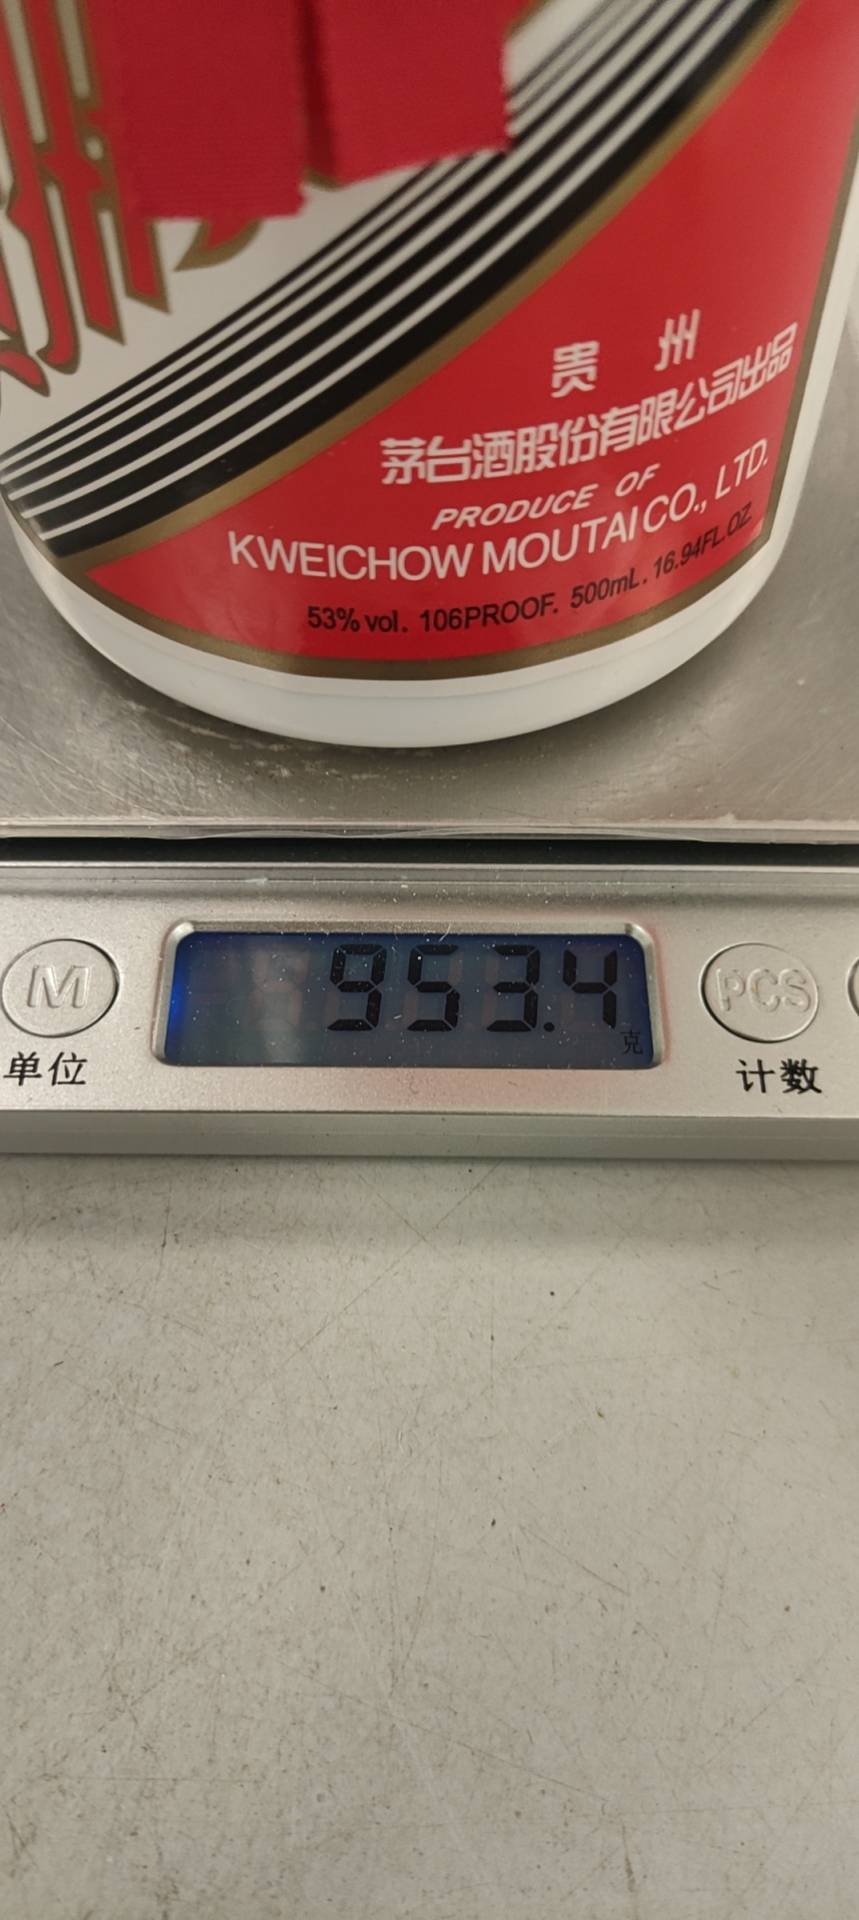 贵 州
茅台酒股份有限公司出品
PRODUCE OF
KWEICHOW MOUTAI CO., LTD.
53% vol. 106PROOF. 500mL. 16.94FL.OZ
953.4
克
M
PCS
单位
计数